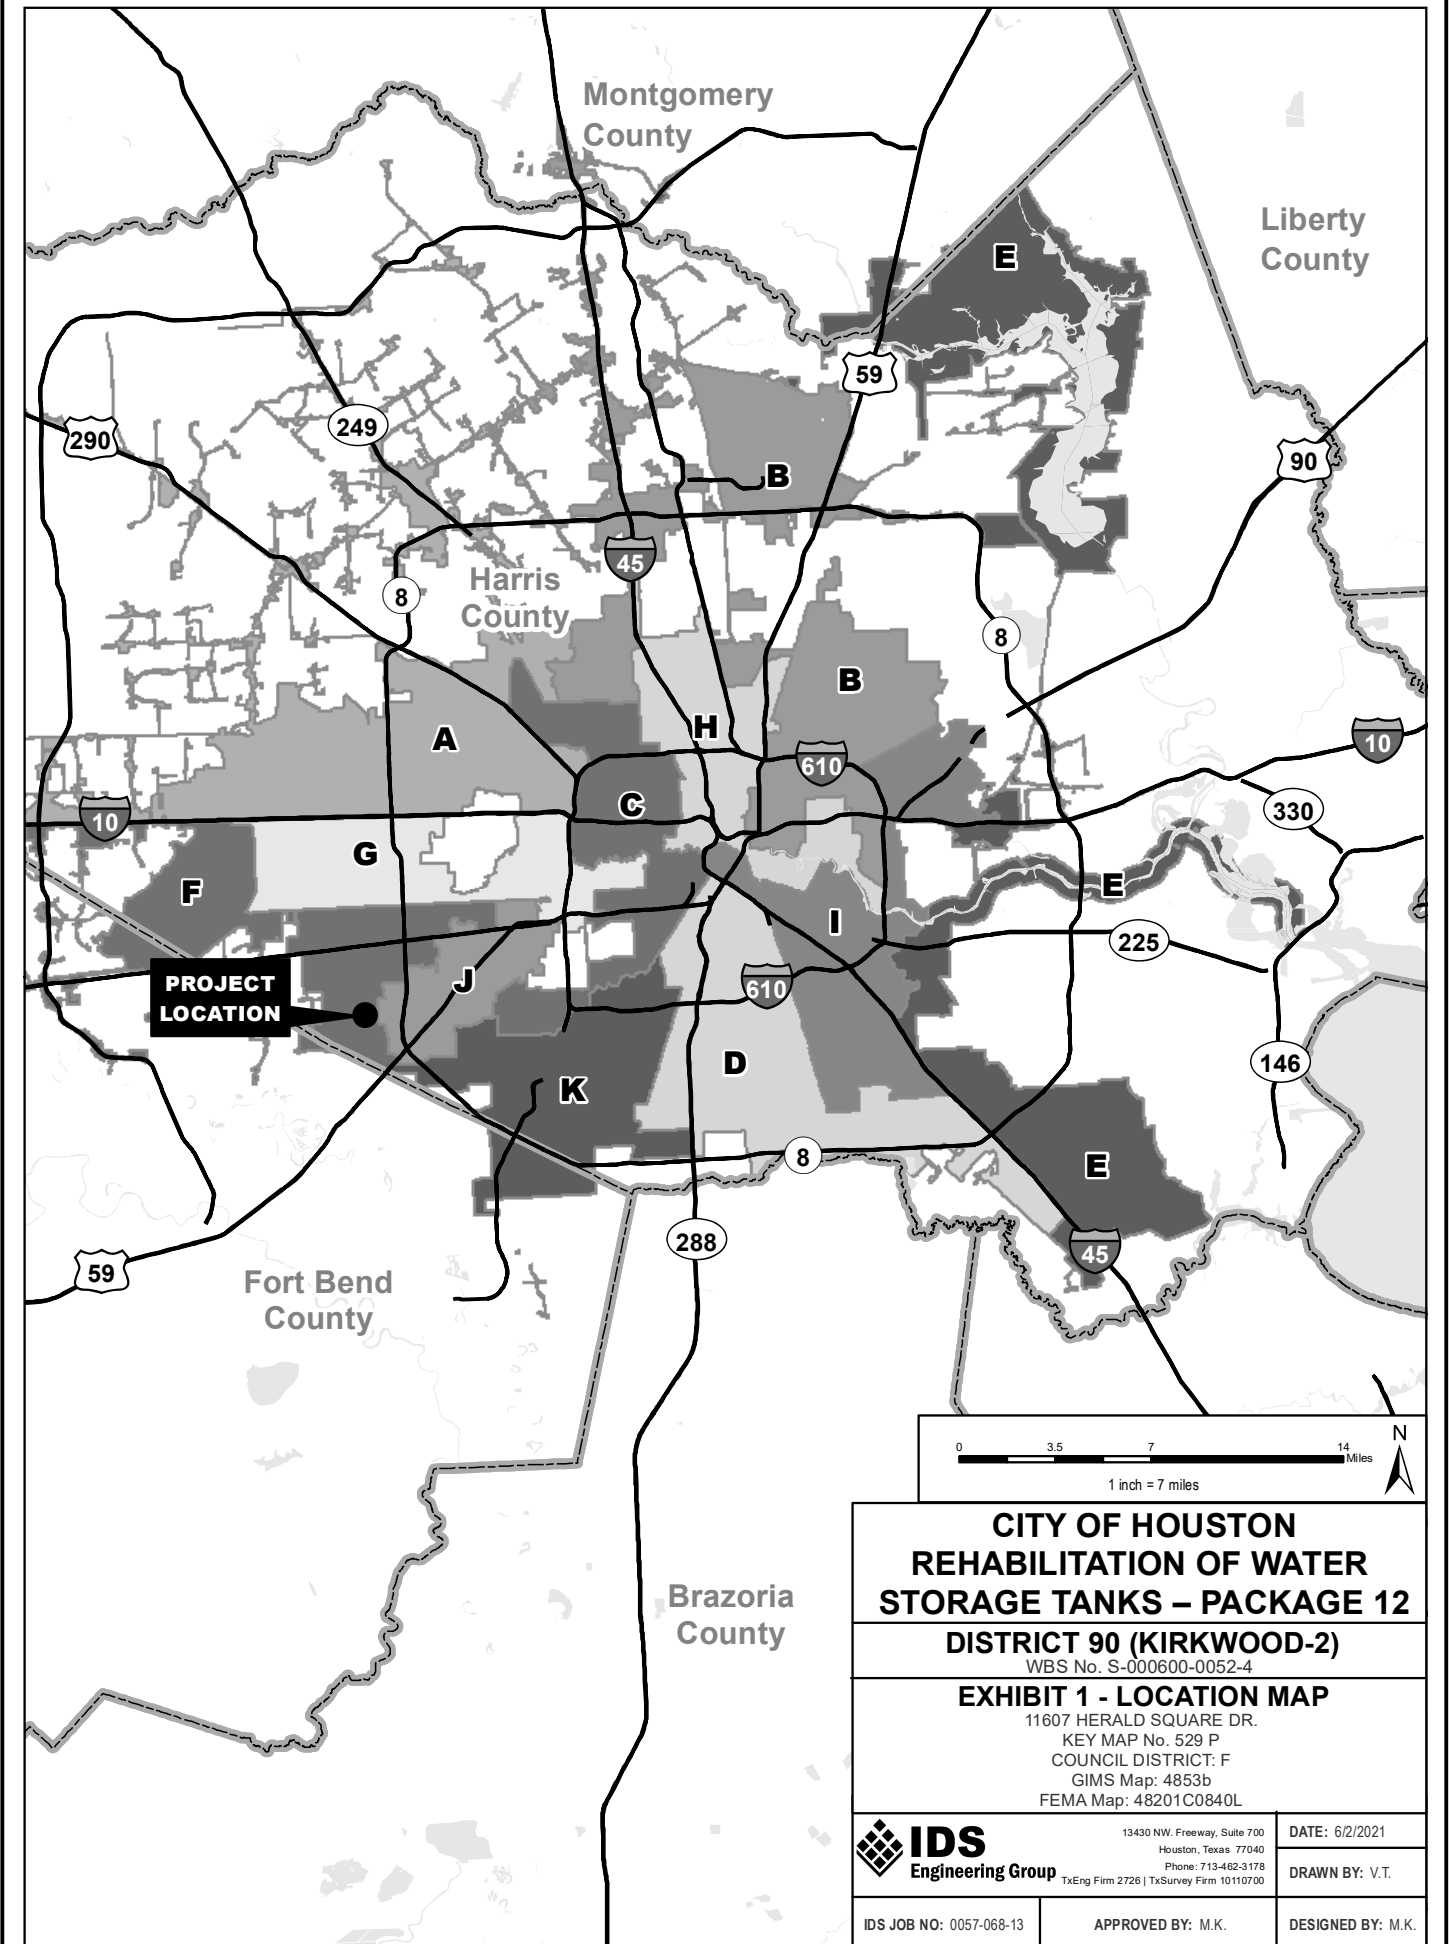 Montgomery
County
Liberty
County
E
59
290
249
90
B
45
Harris
County
8
8
B
H
A
10
610
C
10
330
G
F
E
I
225
J
PROJECT
LOCATION
610
D
146
K
8
E
288
45
59
Fort Bend
County
0 3.5 7 14
Miles
N
1 inch = 7 miles
CITY OF HOUSTON
REHABILITATION OF WATER
STORAGE TANKS – PACKAGE 12
DISTRICT 90 (KIRKWOOD-2)
WBS No. S-000600-0052-4
Brazoria
County
EXHIBIT 1 - LOCATION MAP
11607 HERALD SQUARE DR.
KEY MAP No. 529 P
COUNCIL DISTRICT: F
GIMS Map: 4853b
FEMA Map: 48201C0840L
IDS
Engineering Group
13430 NW. Freeway, Suite 700
Houston, Texas 77040
Phone: 713-462-3178
TxEng Firm 2726 | TxSurvey Firm 10110700
DATE: 6/2/2021
DRAWN BY: V.T.
IDS JOB NO: 0057-068-13
APPROVED BY: M.K.
DESIGNED BY: M.K.